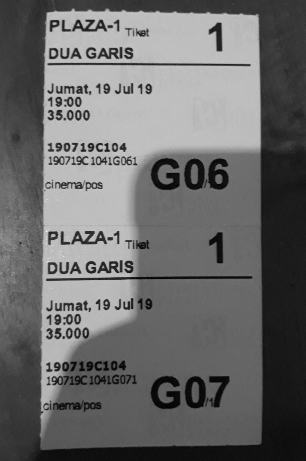 PLAZA-1 Tiket 1
DUA GARIS
Jumat, 19 Jul 19
19:00
35.000
190719C104
190719C1041G061
cinema/pos G06
PLAZA-1 Tiket 1
DUA GARIS
Jumat, 19 Jul 19
19:00
35.000
190719C104
190719C1041G071
cinema/pos G07